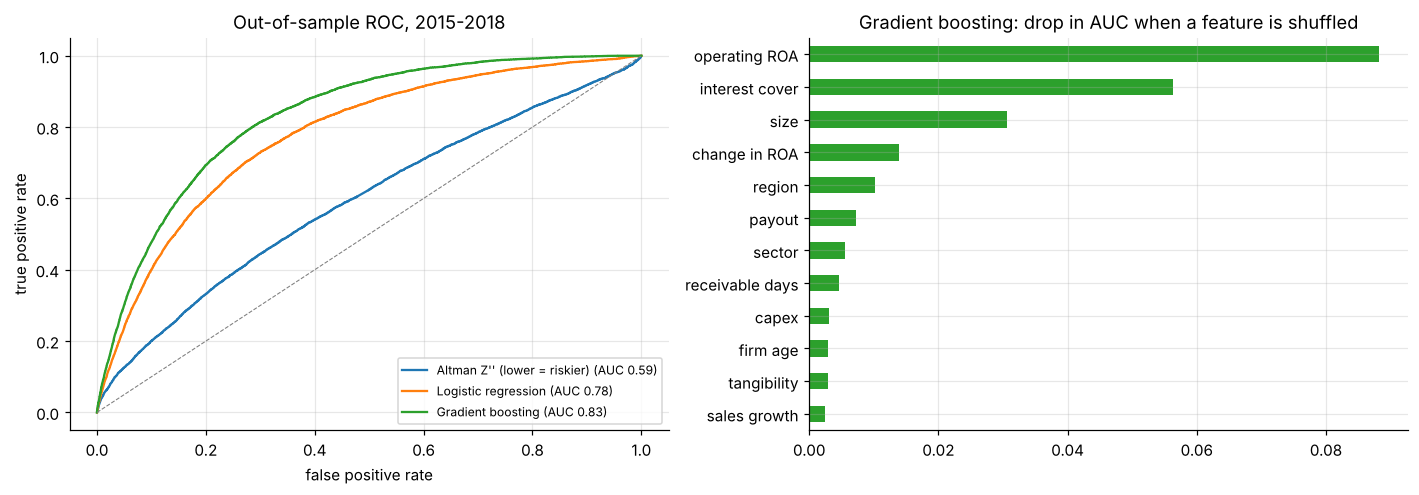 Out-of-sample ROC, 2015-2018
true positive rate
1.0
0.8
0.6
0.4
0.2
0.0
Altman Z'' (lower = riskier) (AUC 0.59)
Logistic regression (AUC 0.78)
Gradient boosting (AUC 0.83)
0.0 0.2 0.4 0.6 0.8 1.0
false positive rate
Gradient boosting: drop in AUC when a feature is shuffled
operating ROA
interest cover
size
change in ROA
region
payout
sector
receivable days
capex
firm age
tangibility
sales growth
0.00 0.02 0.04 0.06 0.08